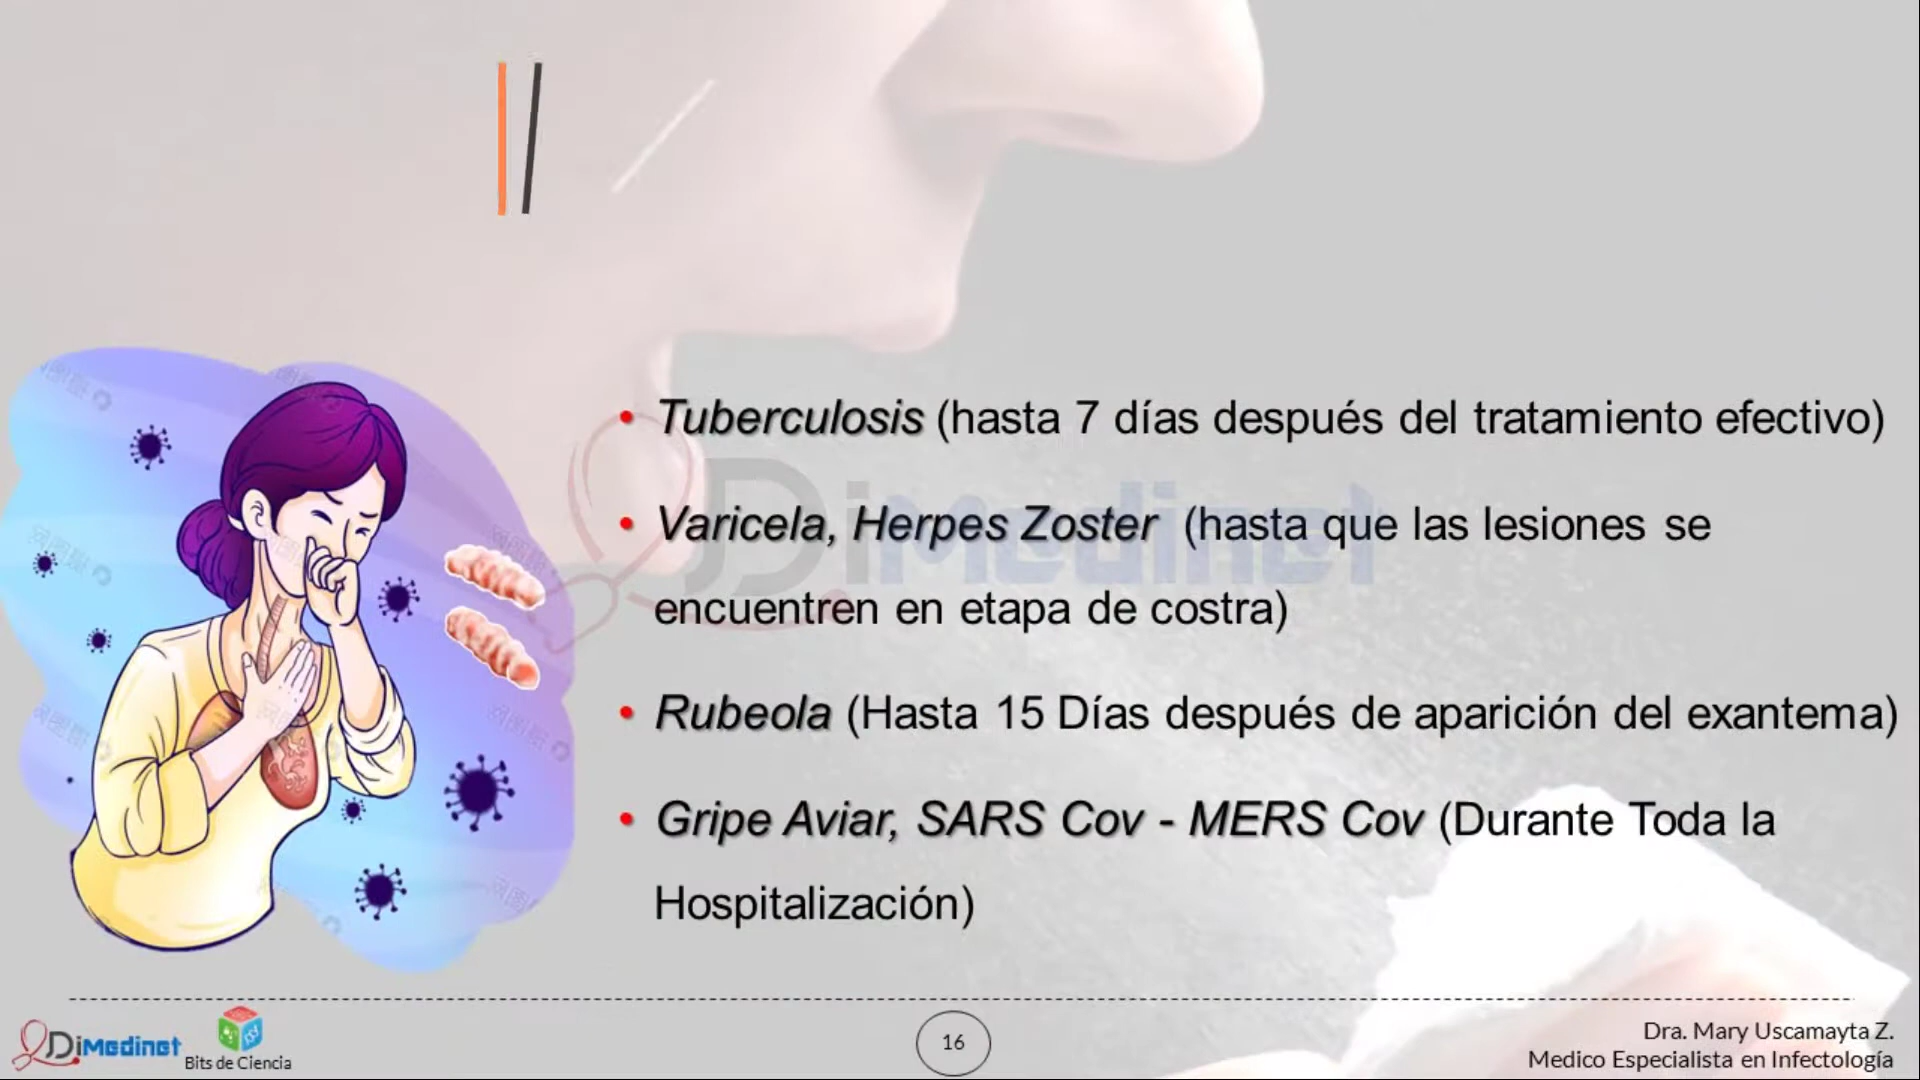 • Tuberculosis (hasta 7 días después del tratamiento efectivo)
• Varicela, Herpes Zoster (hasta que las lesiones se
encuentren en etapa de costra)
• Rubeola (Hasta 15 Días después de aparición del exantema)
• Gripe Aviar, SARS Cov - MERS Cov (Durante Toda la
Hospitalización)
DiMedinet
DiMedinet
Bits de Ciencia
16
Dra. Mary Uscamayta Z.
Medico Especialista en Infectología